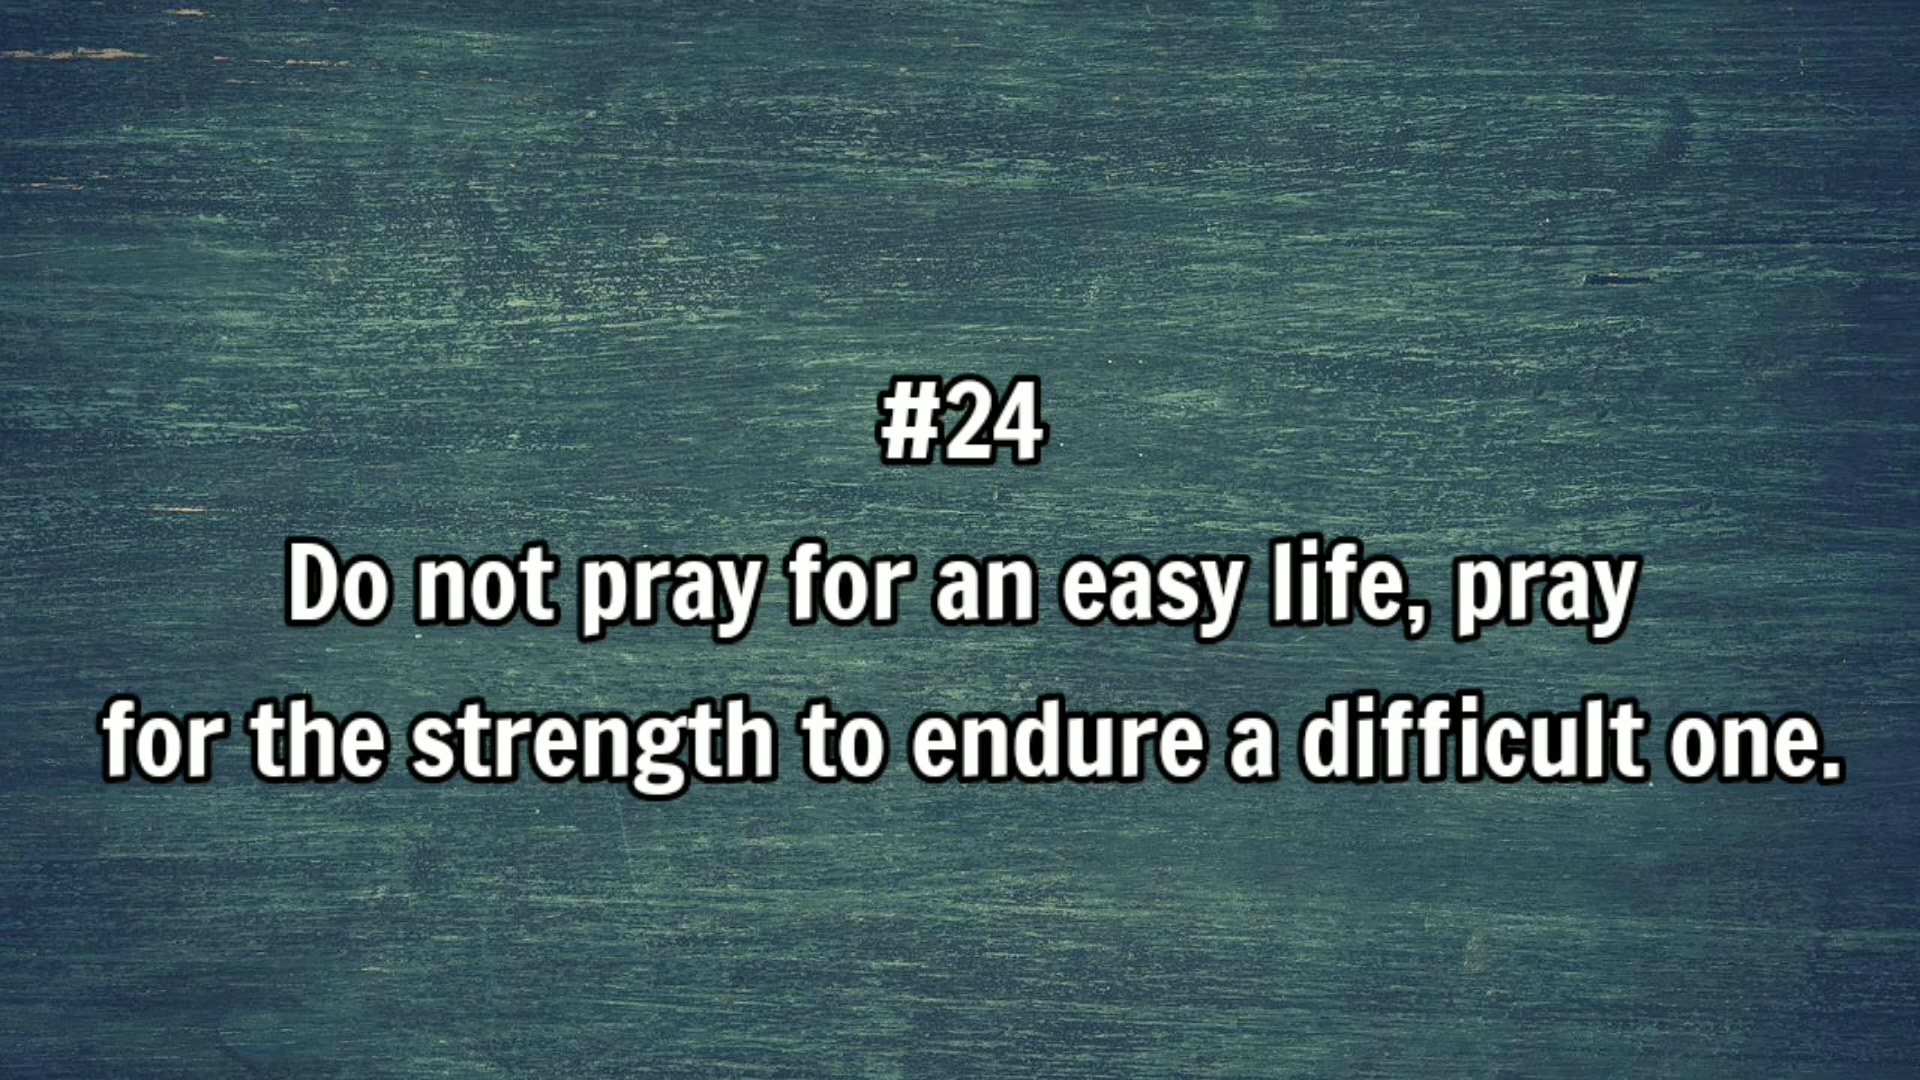 #24
Do not pray for an easy life, pray
for the strength to endure a difficult one.